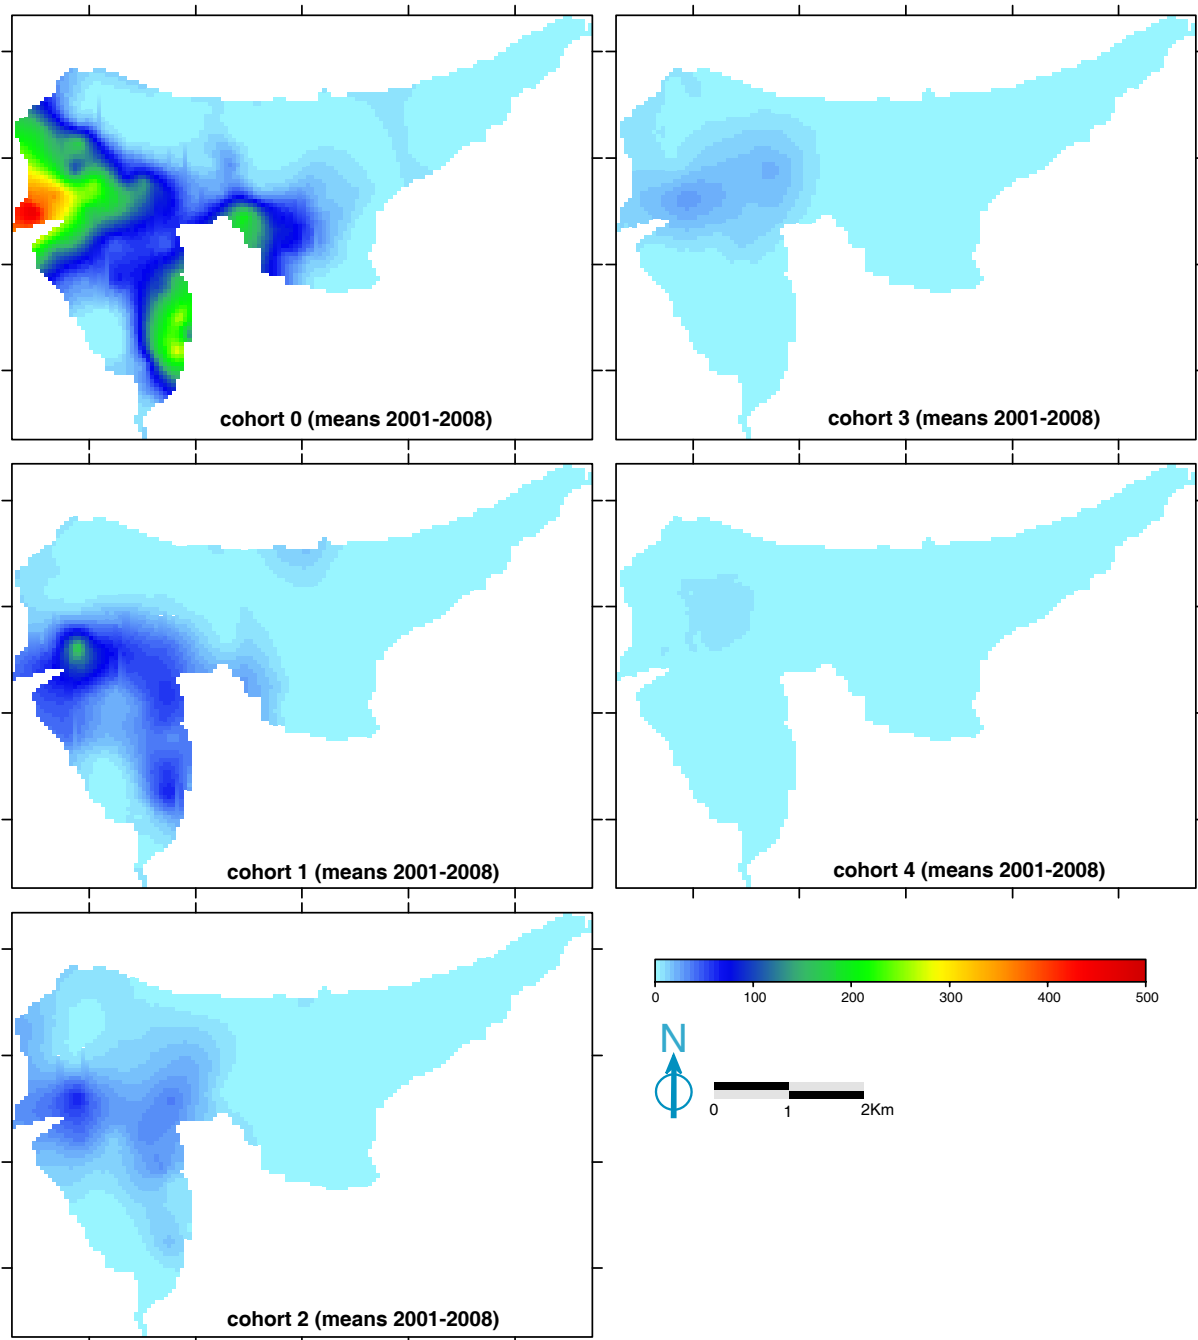 cohort 0 (means 2001-2008)
cohort 3 (means 2001-2008)
cohort 1 (means 2001-2008)
cohort 4 (means 2001-2008)
0 100 200 300 400 500
N
0 1 2Km
cohort 2 (means 2001-2008)